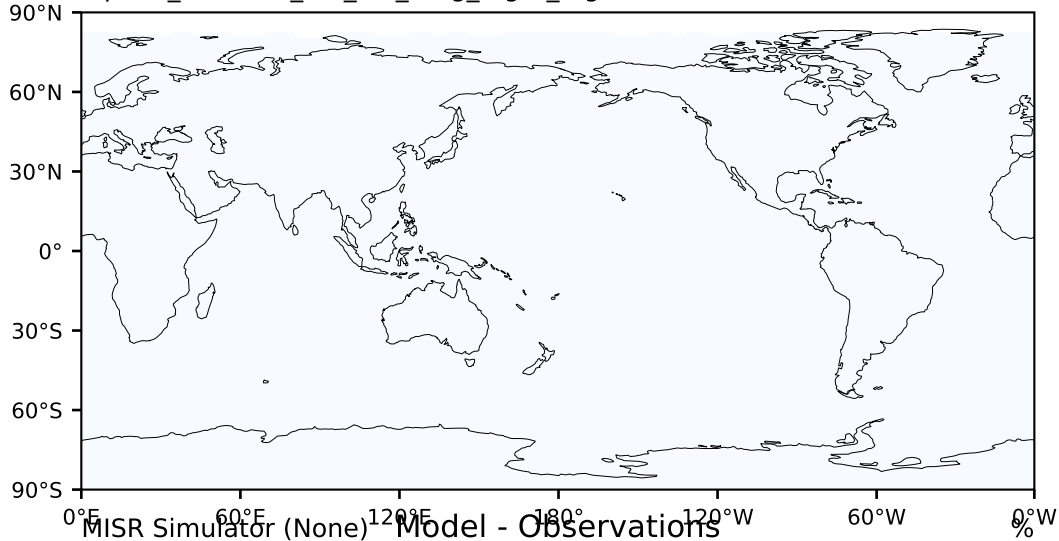 90°N
60°N
30°N
0°
30°S
60°S
90°S
0°E 60°E 120°E 180° 120°W 60°W 0°W
MISR Simulator (None) Model - Observations %